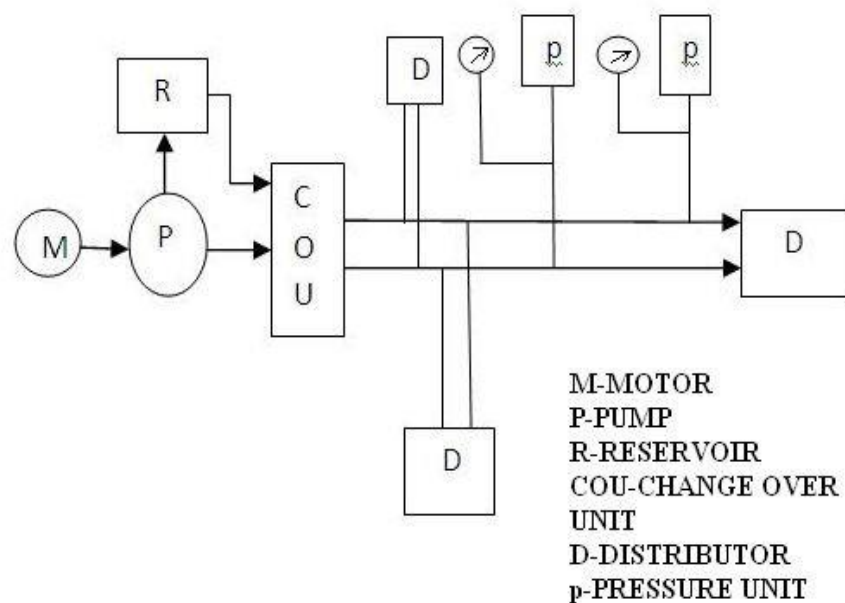 R
D
p
p
C
O
U
M
P
D
D
M-MOTOR
P-PUMP
R-RESERVOIR
COU-CHANGE OVER
UNIT
D-DISTRIBUTOR
p-PRESSURE UNIT